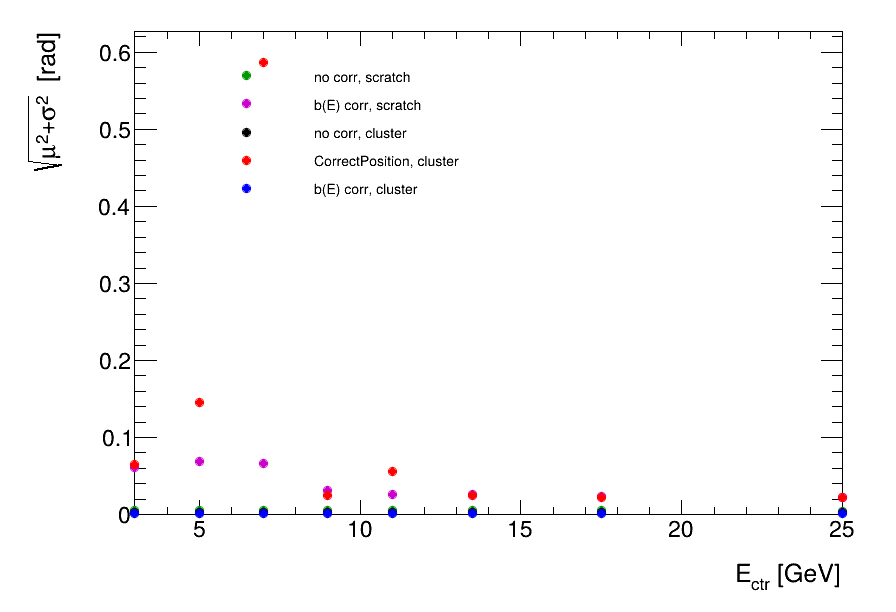 √μ²+σ² [rad]
0.6
0.5
0.4
0.3
0.2
0.1
0
no corr, scratch
b(E) corr, scratch
no corr, cluster
CorrectPosition, cluster
b(E) corr, cluster
5 10 15 20 25
E_ctr [GeV]